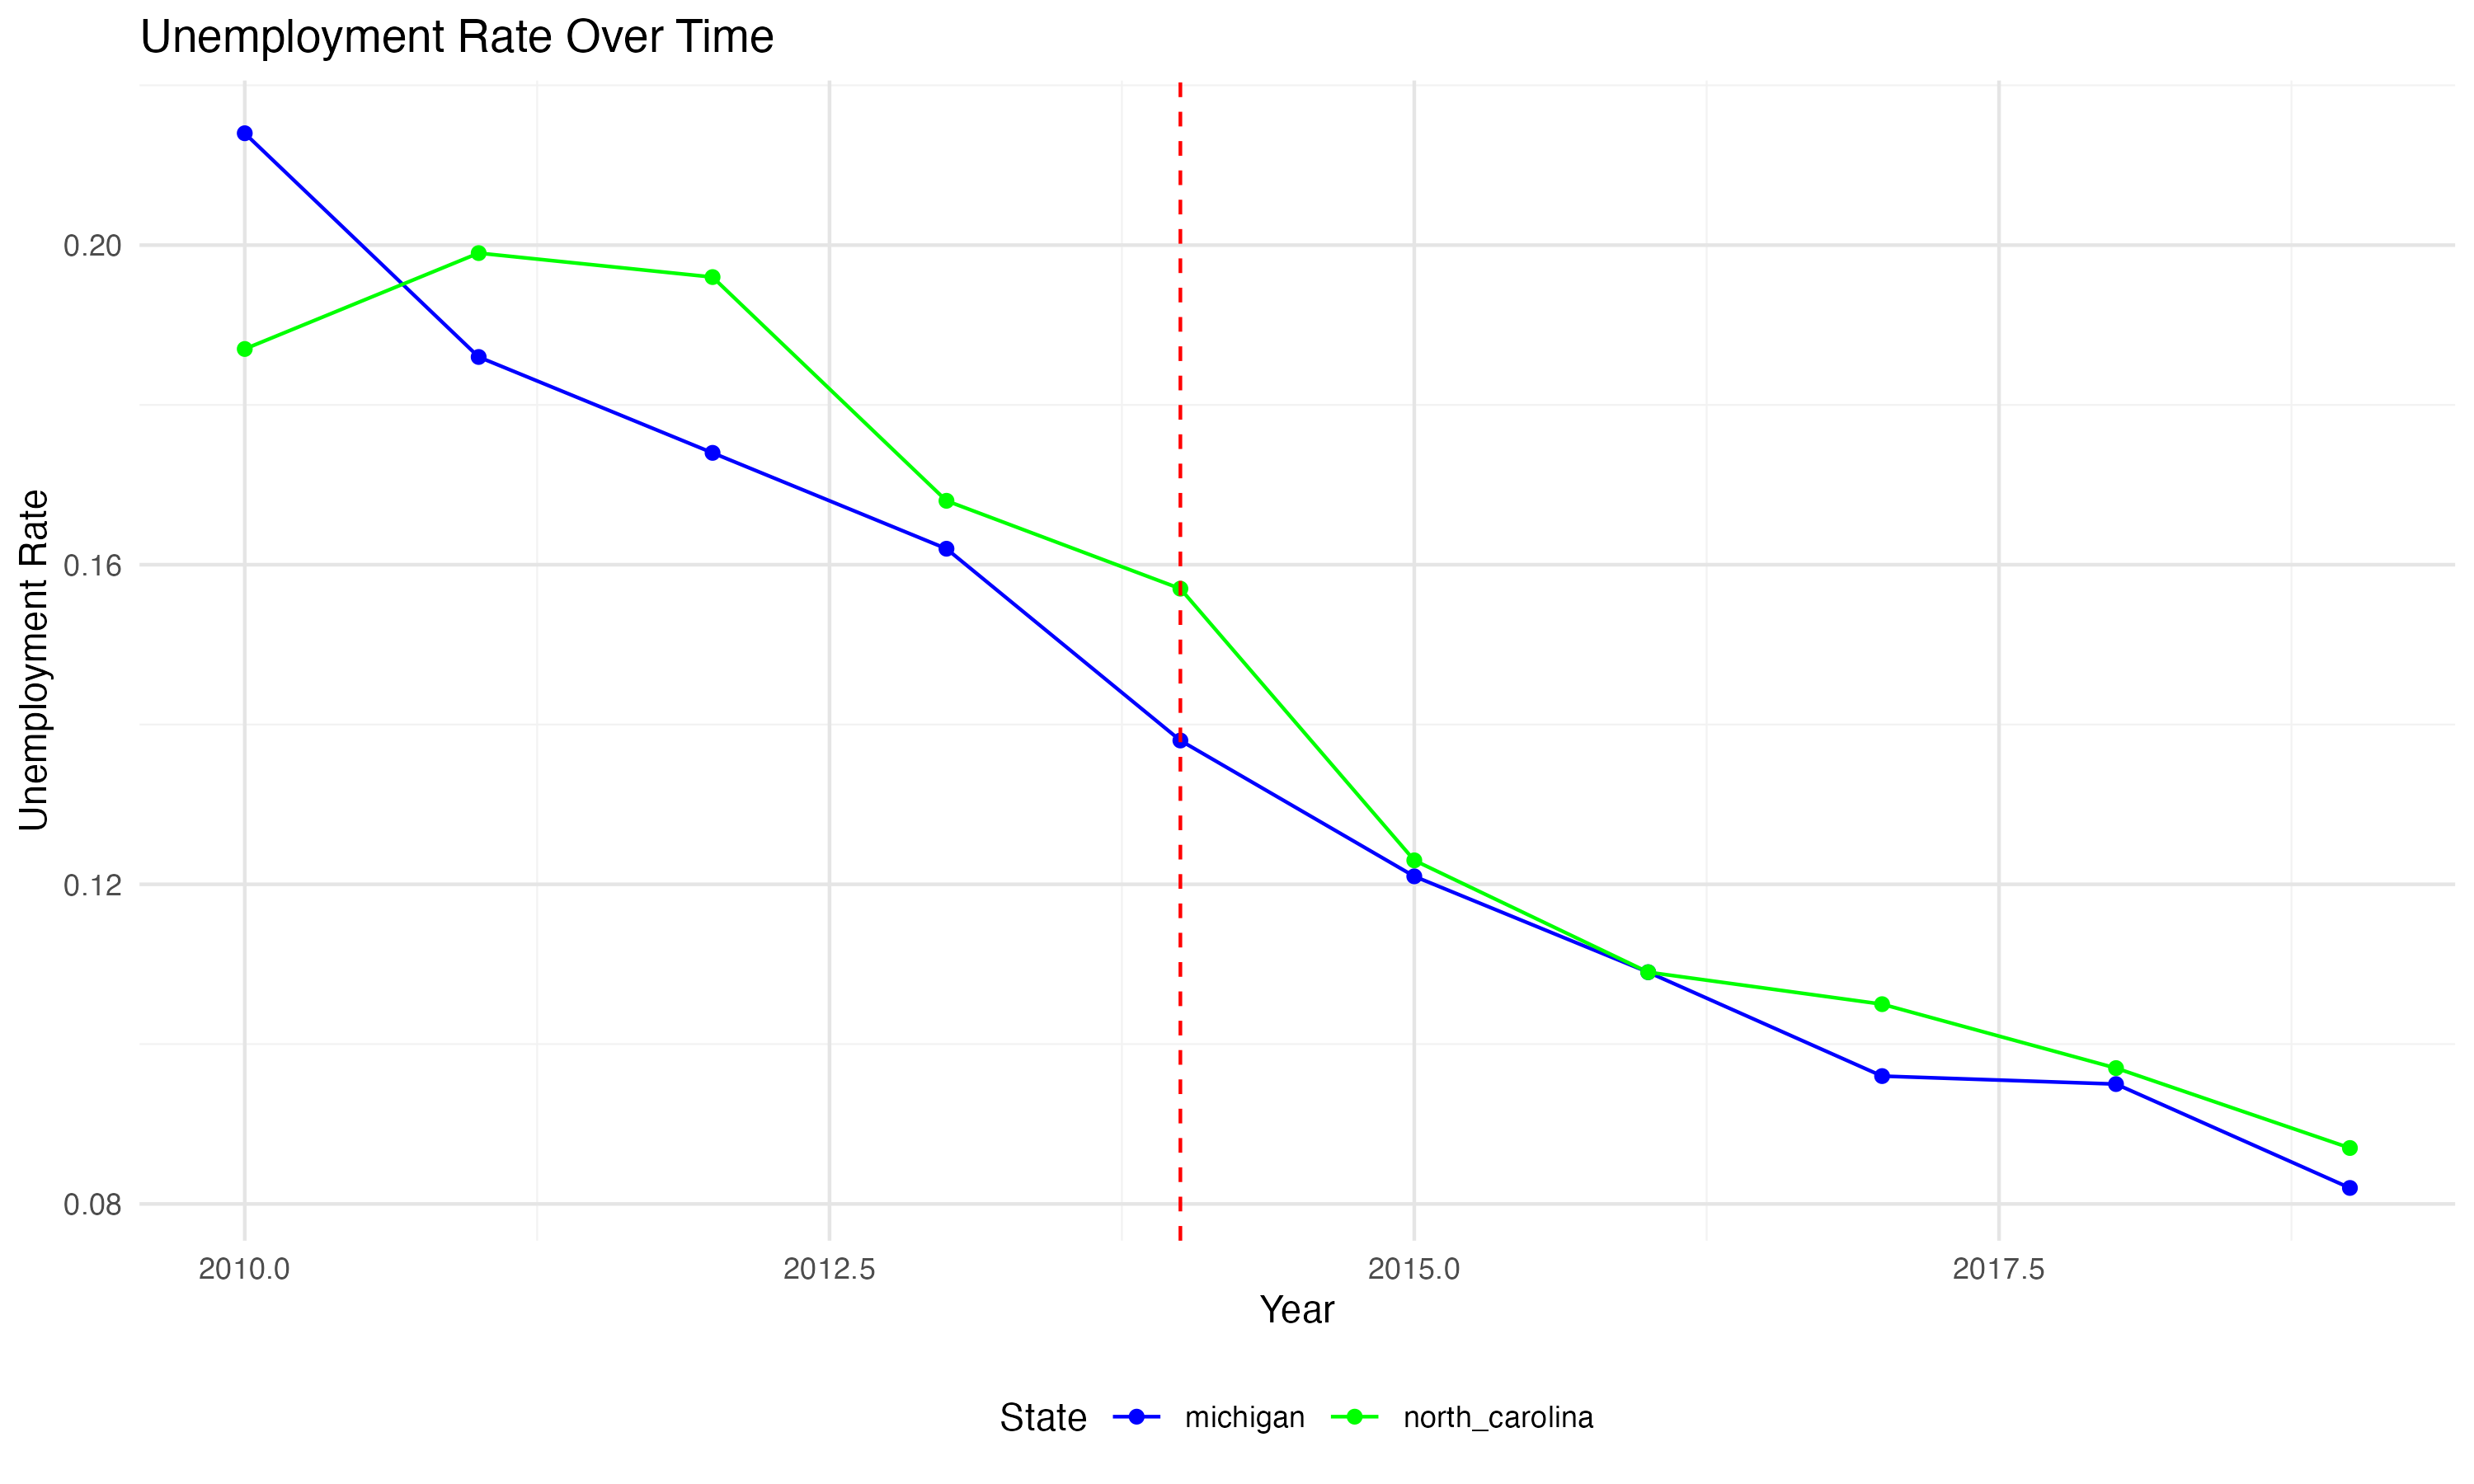 Unemployment Rate Over Time
Unemployment Rate
0.20
0.16
0.12
0.08
2010.0 2012.5 2015.0 2017.5
Year
State michigan north_carolina